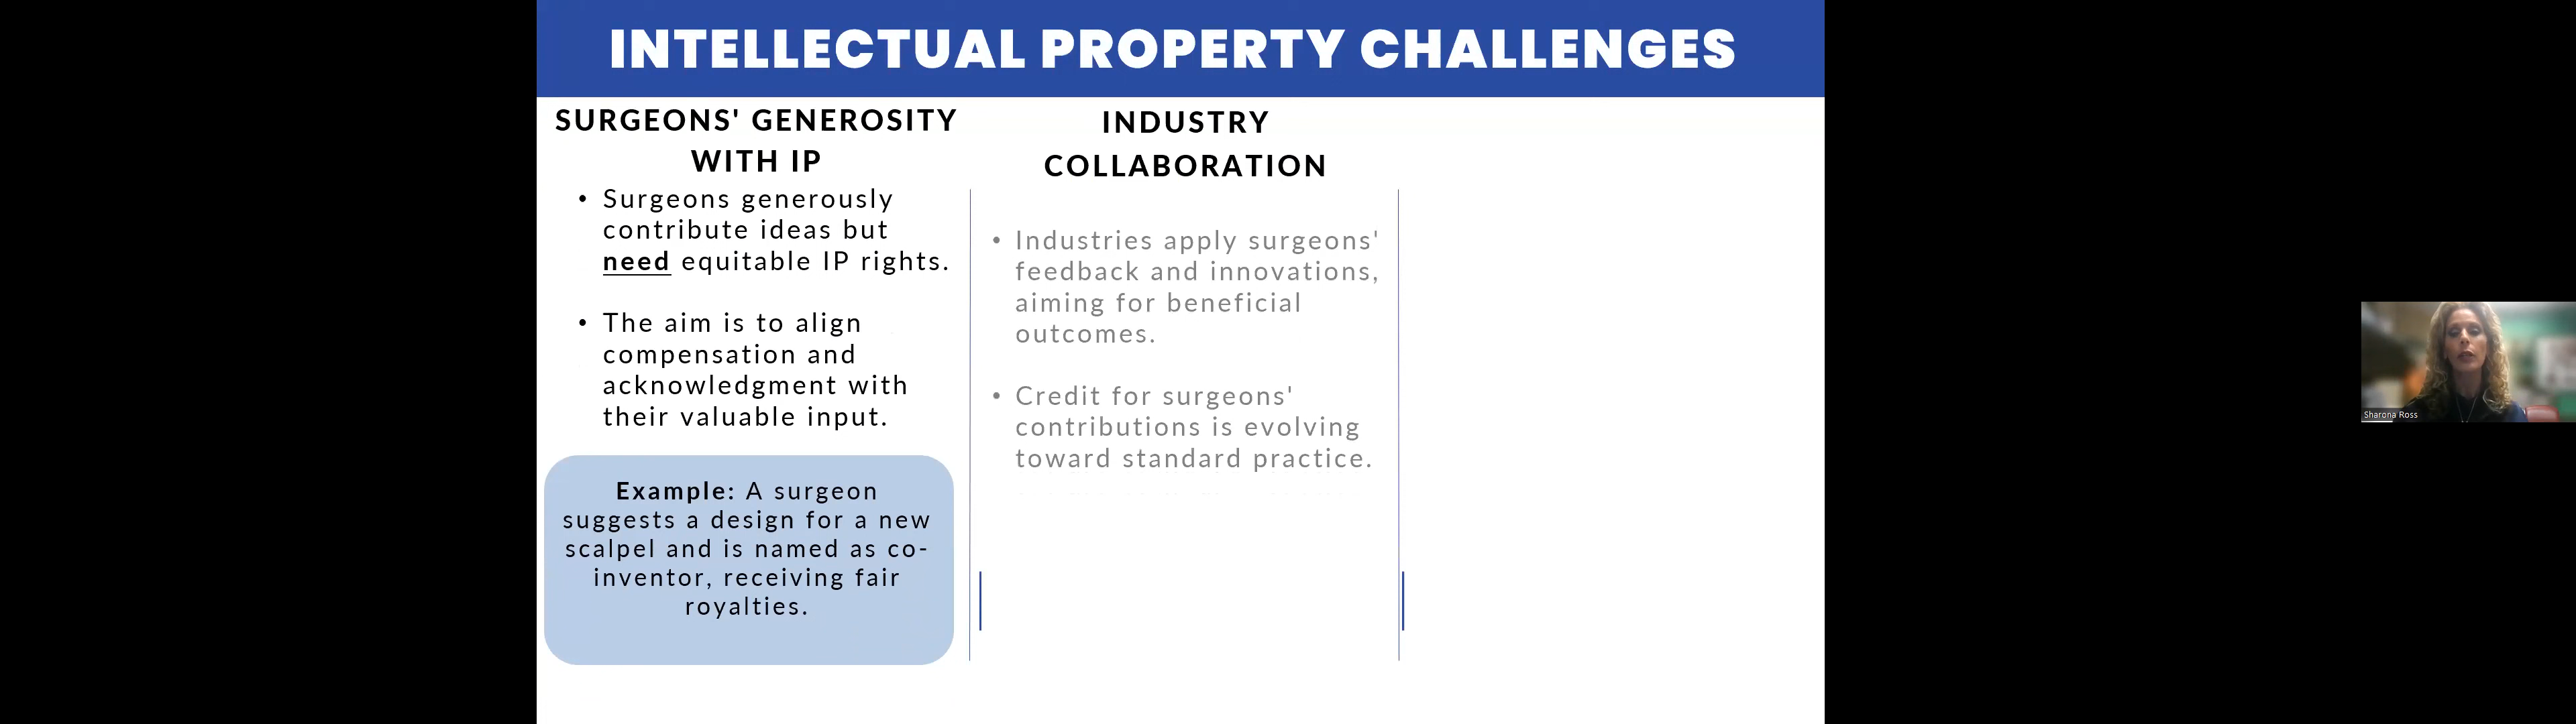 INTELLECTUAL PROPERTY CHALLENGES
SURGEONS' GENEROSITY
WITH IP
• Surgeons generously
contribute ideas but
need equitable IP rights.
• The aim is to align
compensation and
acknowledgment with
their valuable input.
Example: A surgeon
suggests a design for a new
scalpel and is named as co-
inventor, receiving fair
royalties.
INDUSTRY
COLLABORATION
• Industries apply surgeons'
feedback and innovations,
aiming for beneficial
outcomes.
• Credit for surgeons'
contributions is evolving
toward standard practice.
Sharona Ross